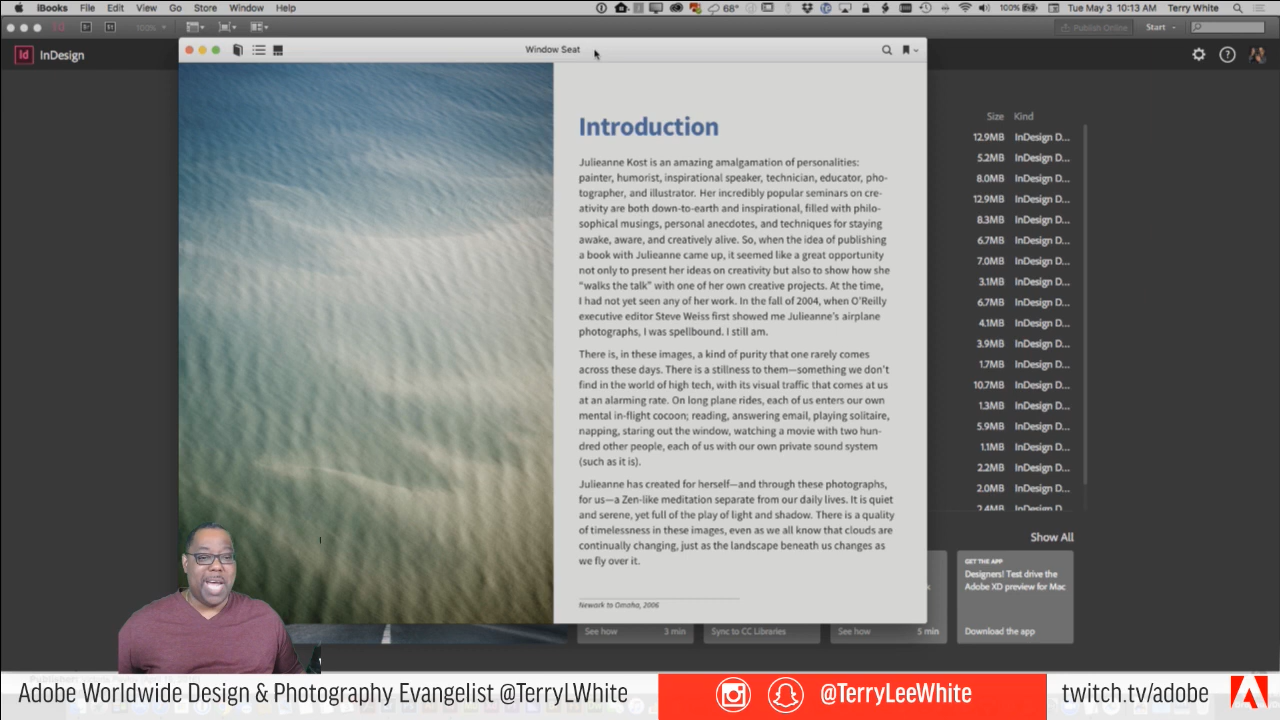 iBooks File Edit View Go Store Window Help
68° 100% Tue May 3 10:13 AM Terry White
100% Publish Online Start
Id InDesign
Window Seat
Introduction
Julieanne Kost is an amazing amalgamation of personalities:
painter, humorist, inspirational speaker, technician, educator, pho-
tographer, and illustrator. Her incredibly popular seminars on cre-
ativity are both down-to-earth and inspirational, filled with philo-
sophical musings, personal anecdotes, and techniques for staying
awake, aware, and creatively alive. So, when the idea of publishing
a book with Julieanne came up, it seemed like a great opportunity
not only to present her ideas on creativity but also to show how she
“walks the talk” with one of her own creative projects. At the time,
I had not yet seen any of her work. In the fall of 2004, when O’Reilly
executive editor Steve Weiss first showed me Julieanne’s airplane
photographs, I was spellbound. I still am.
There is, in these images, a kind of purity that one rarely comes
across these days. There is a stillness to them—something we don’t
find in the world of high tech, with its visual traffic that comes at us
at an alarming rate. On long plane rides, each of us enters our own
mental in-flight cocoon; reading, answering email, playing solitaire,
napping, staring out the window, watching a movie with two hun-
dred other people, each of us with our own private sound system
(such as it is).
Julieanne has created for herself—and through these photographs,
for us—a Zen-like meditation separate from our daily lives. It is quiet
and serene, yet full of the play of light and shadow. There is a quality
of timelessness in these images, even as we all know that clouds are
continually changing, just as the landscape beneath us changes as
we fly over it.
Newark to Omaha, 2006
Size Kind
12.9MB InDesign D...
5.2MB InDesign D...
8.0MB InDesign D...
12.9MB InDesign D...
8.3MB InDesign D...
6.7MB InDesign D...
7.0MB InDesign D...
3.1MB InDesign D...
6.7MB InDesign D...
4.1MB InDesign D...
3.9MB InDesign D...
1.7MB InDesign D...
10.7MB InDesign D...
1.3MB InDesign D...
5.9MB InDesign D...
1.1MB InDesign D...
2.2MB InDesign D...
2.0MB InDesign D...
2.4MB InDesign D...
Show All
GET THE APP
Designers! Test drive the
Adobe XD preview for Mac
See how 3 min Sync to CC Libraries See how 5 min Download the app
Adobe Worldwide Design & Photography Evangelist @TerryLWhite @TerryLeeWhite twitch.tv/adobe